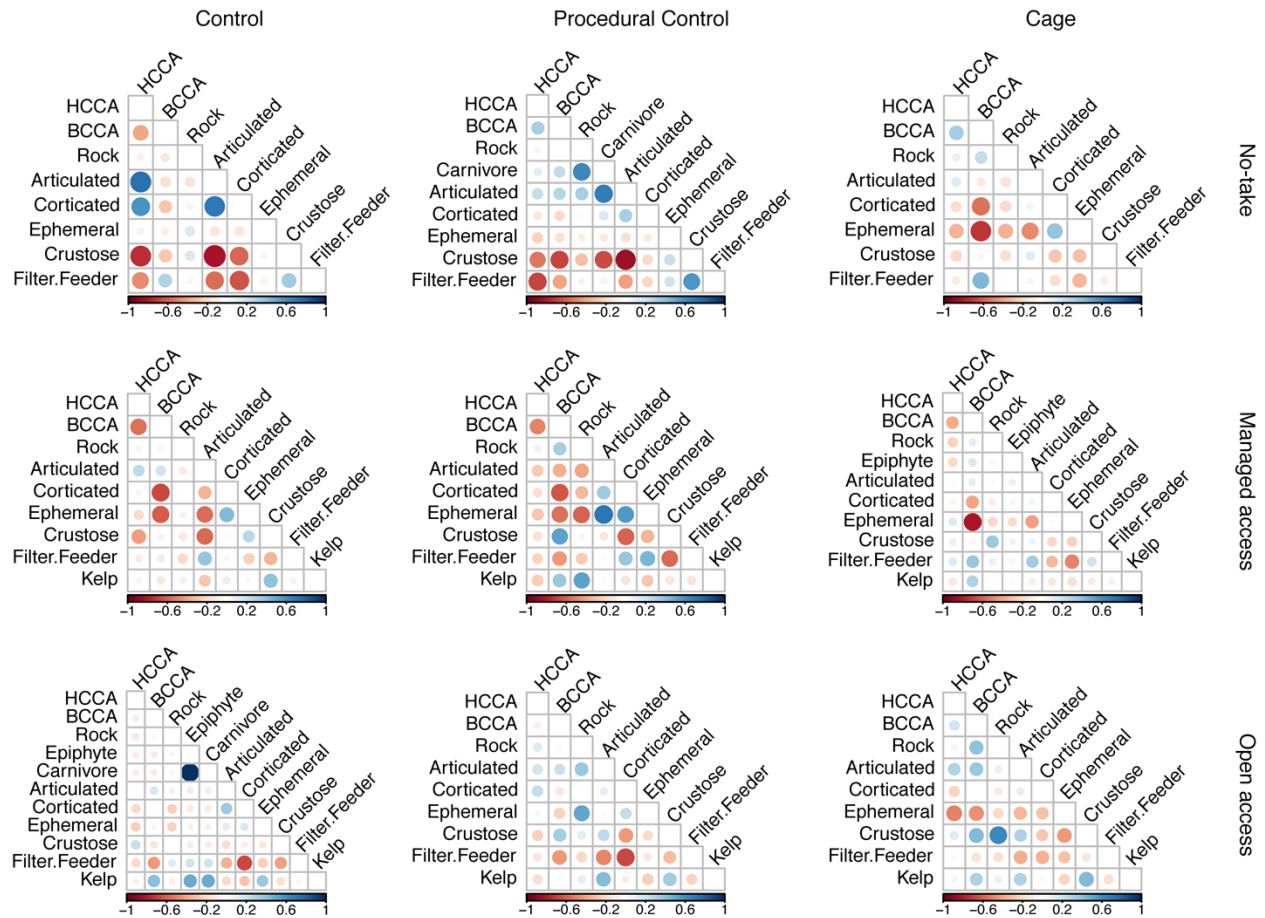 Control
Procedural Control
Cage
No-take
Managed access
Open access
HCCA
BCCA
Rock
Articulated
Corticated
Ephemeral
Crustose
Filter.Feeder
HCCA
BCCA
Rock
Articulated
Corticated
Ephemeral
Crustose
Filter.Feeder
−1 −0.6 −0.2 0.2 0.6 1
HCCA
BCCA
Rock
Carnivore
Articulated
Corticated
Ephemeral
Crustose
Filter.Feeder
HCCA
BCCA
Rock
Carnivore
Articulated
Corticated
Ephemeral
Crustose
Filter.Feeder
−1 −0.6 −0.2 0.2 0.6 1
HCCA
BCCA
Rock
Articulated
Corticated
Ephemeral
Crustose
Filter.Feeder
HCCA
BCCA
Rock
Articulated
Corticated
Ephemeral
Crustose
Filter.Feeder
−1 −0.6 −0.2 0.2 0.6 1
HCCA
BCCA
Rock
Articulated
Corticated
Ephemeral
Crustose
Filter.Feeder
Kelp
HCCA
BCCA
Rock
Articulated
Corticated
Ephemeral
Crustose
Filter.Feeder
Kelp
−1 −0.6 −0.2 0.2 0.6 1
HCCA
BCCA
Rock
Articulated
Corticated
Ephemeral
Crustose
Filter.Feeder
Kelp
HCCA
BCCA
Rock
Articulated
Corticated
Ephemeral
Crustose
Filter.Feeder
Kelp
−1 −0.6 −0.2 0.2 0.6 1
HCCA
BCCA
Rock
Epiphyte
Articulated
Corticated
Ephemeral
Crustose
Filter.Feeder
Kelp
HCCA
BCCA
Rock
Epiphyte
Articulated
Corticated
Ephemeral
Crustose
Filter.Feeder
Kelp
−1 −0.6 −0.2 0.2 0.6 1
HCCA
BCCA
Rock
Epiphyte
Carnivore
Articulated
Corticated
Ephemeral
Crustose
Filter.Feeder
Kelp
HCCA
BCCA
Rock
Epiphyte
Carnivore
Articulated
Corticated
Ephemeral
Crustose
Filter.Feeder
Kelp
−1 −0.6 −0.2 0.2 0.6 1
HCCA
BCCA
Rock
Articulated
Corticated
Ephemeral
Crustose
Filter.Feeder
Kelp
HCCA
BCCA
Rock
Articulated
Corticated
Ephemeral
Crustose
Filter.Feeder
Kelp
−1 −0.6 −0.2 0.2 0.6 1
HCCA
BCCA
Rock
Articulated
Corticated
Ephemeral
Crustose
Filter.Feeder
Kelp
HCCA
BCCA
Rock
Articulated
Corticated
Ephemeral
Crustose
Filter.Feeder
Kelp
−1 −0.6 −0.2 0.2 0.6 1